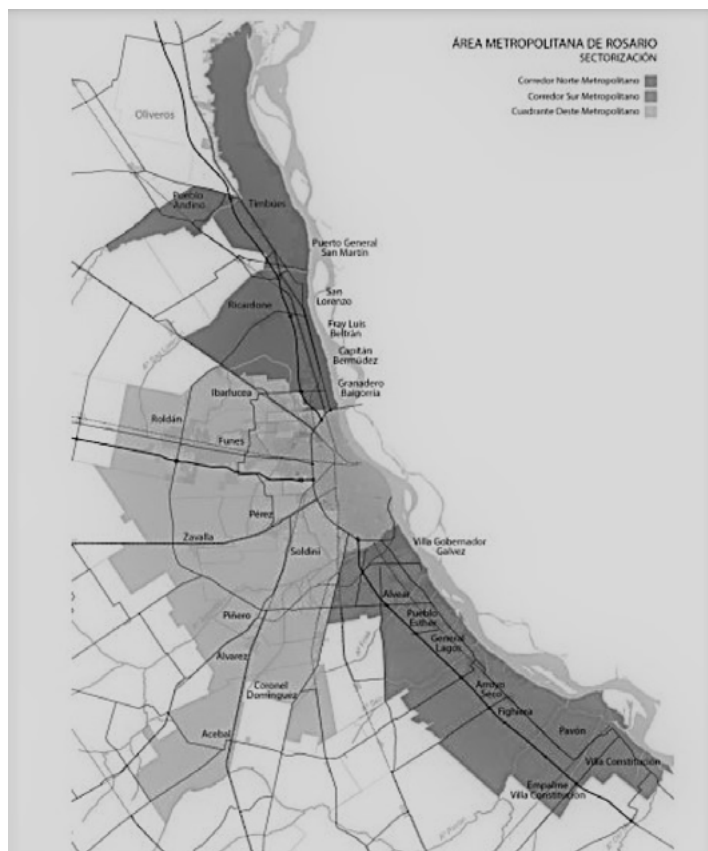 ÁREA METROPOLITANA DE ROSARIO
SECTORIZACIÓN
Corredor Norte Metropolitano
Corredor Sur Metropolitano
Cuadrante Oeste Metropolitano
Oliveros
Pueblo
Andino
Timbúes
Puerto General
San Martín
San
Lorenzo
Ricardone
Fray Luis
Beltrán
Capitán
Bermúdez
Granadero
Baigorria
Ibarlucea
Roldán
Funes
Pérez
Zavalla
Soldini
Villa Gobernador
Galvez
Alvear
Pueblo
Esther
Piñero
General
Lagos
Alvarez
Coronel
Dominguez
Arroyo
Seco
Fighiera
Acebal
Pavón
Villa Constitución
Empalme
Villa Constitución